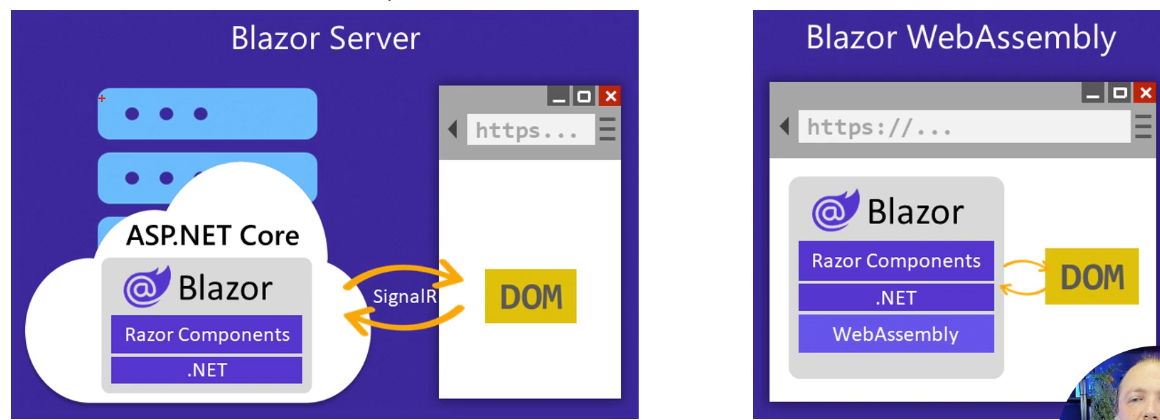 Blazor Server
https...
ASP.NET Core
Blazor
SignalR
DOM
Razor Components
.NET
Blazor WebAssembly
https://...
Blazor
Razor Components
.NET
WebAssembly
DOM